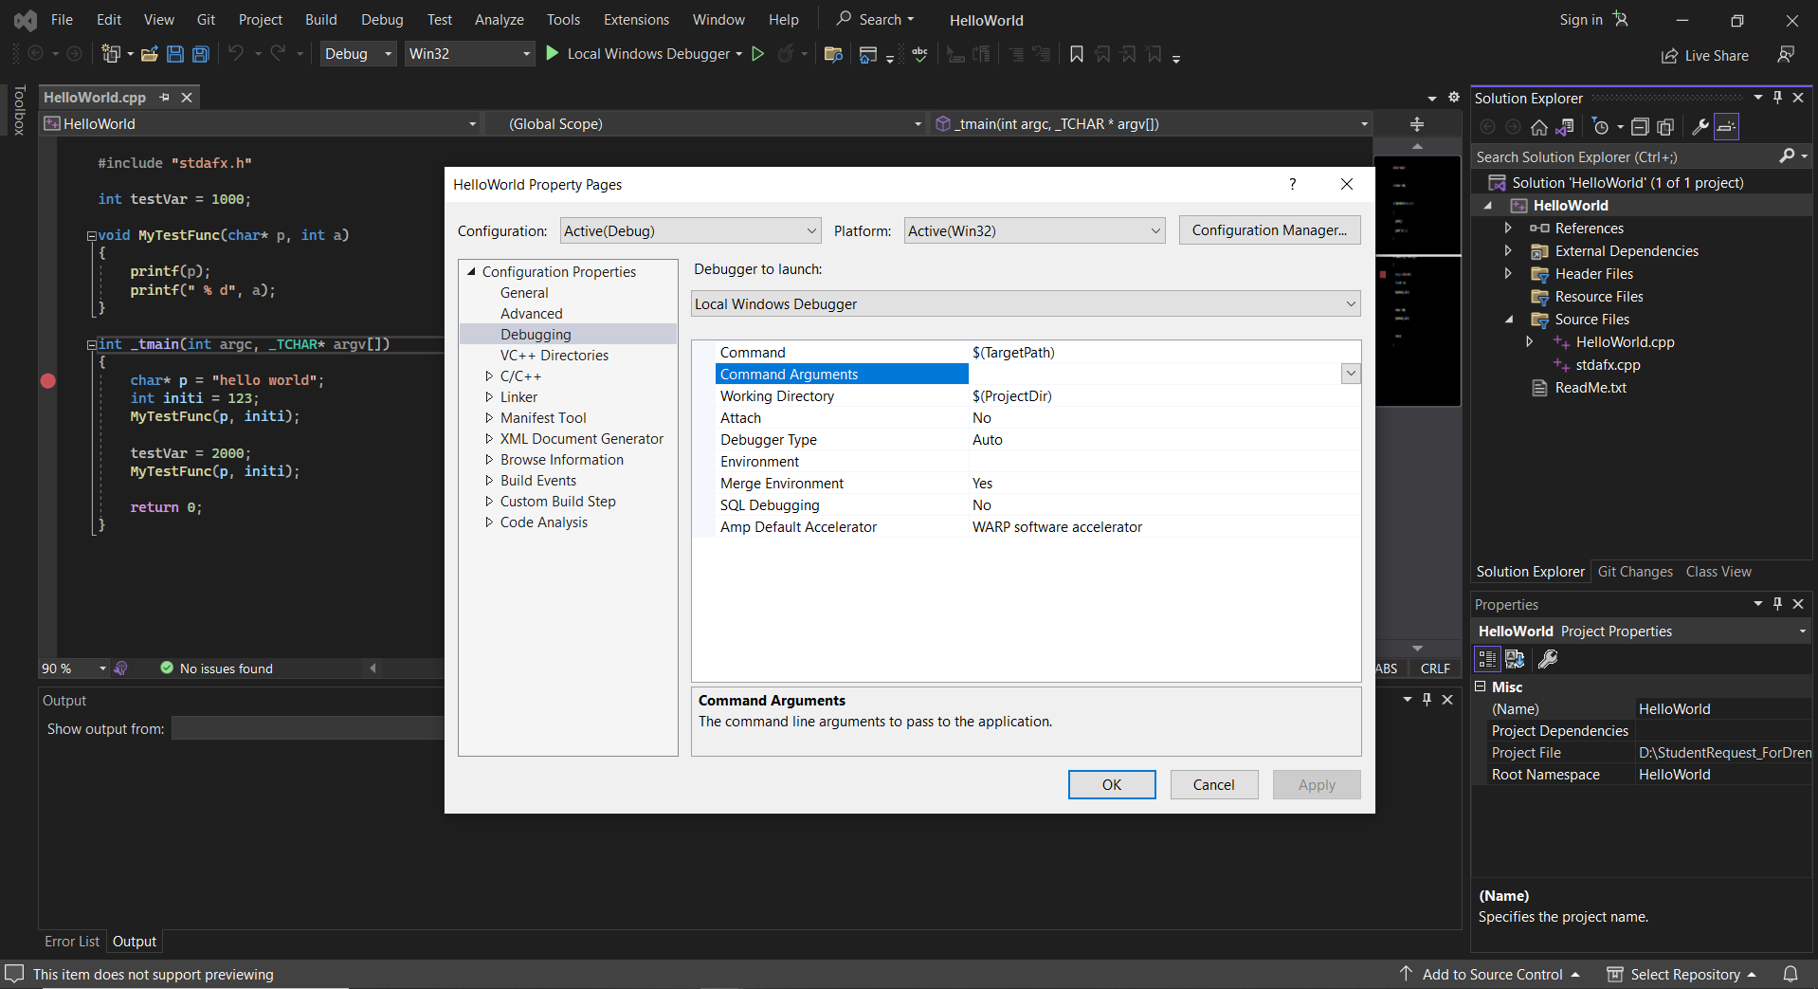 File Edit View Git Project Build Debug Test Analyze Tools Extensions Window Help Search HelloWorld Sign in
Debug Win32 Local Windows Debugger abc Live Share
Toolbox
HelloWorld.cpp
HelloWorld (Global Scope) _tmain(int argc, _TCHAR * argv[])
#include "stdafx.h"
int testVar = 1000;
void MyTestFunc(char* p, int a)
{
printf(p);
printf(" % d", a);
}
int _tmain(int argc, _TCHAR* argv[])
{
char* p = "hello world";
int initi = 123;
MyTestFunc(p, initi);
testVar = 2000;
MyTestFunc(p, initi);
return 0;
}
90 % No issues found
ABS CRLF
Output
Show output from:
Error List Output
HelloWorld Property Pages ?
Configuration: Active(Debug) Platform: Active(Win32) Configuration Manager...
Configuration Properties
General
Advanced
Debugging
VC++ Directories
C/C++
Linker
Manifest Tool
XML Document Generator
Browse Information
Build Events
Custom Build Step
Code Analysis
Debugger to launch:
Local Windows Debugger
Command $(TargetPath)
Command Arguments
Working Directory $(ProjectDir)
Attach No
Debugger Type Auto
Environment
Merge Environment Yes
SQL Debugging No
Amp Default Accelerator WARP software accelerator
Command Arguments
The command line arguments to pass to the application.
OK Cancel Apply
Solution Explorer
Search Solution Explorer (Ctrl+;)
Solution 'HelloWorld' (1 of 1 project)
HelloWorld
References
External Dependencies
Header Files
Resource Files
Source Files
HelloWorld.cpp
stdafx.cpp
ReadMe.txt
Solution Explorer Git Changes Class View
Properties
HelloWorld Project Properties
Misc
(Name) HelloWorld
Project Dependencies
Project File D:\StudentRequest_ForDren
Root Namespace HelloWorld
(Name)
Specifies the project name.
This item does not support previewing Add to Source Control Select Repository